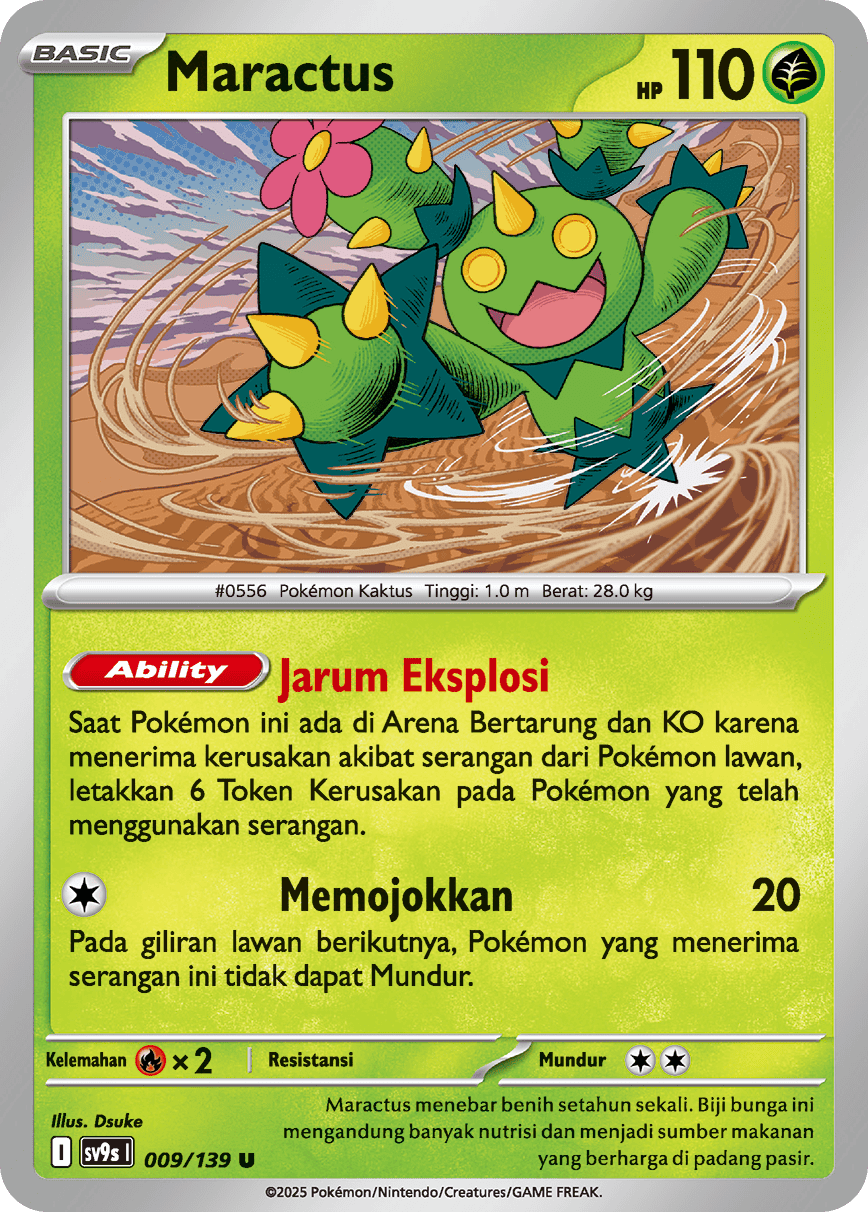 BASIC
Maractus
HP 110
#0556 Pokémon Kaktus Tinggi: 1.0 m Berat: 28.0 kg
Ability Jarum Eksplosi
Saat Pokémon ini ada di Arena Bertarung dan KO karena
menerima kerusakan akibat serangan dari Pokémon lawan,
letakkan 6 Token Kerusakan pada Pokémon yang telah
menggunakan serangan.
Memojokkan 20
Pada giliran lawan berikutnya, Pokémon yang menerima
serangan ini tidak dapat Mundur.
Kelemahan ×2 Resistansi Mundur
Illus. Dsuke
I sv9s I 009/139 U
Maractus menebar benih setahun sekali. Biji bunga ini
mengandung banyak nutrisi dan menjadi sumber makanan
yang berharga di padang pasir.
©2025 Pokémon/Nintendo/Creatures/GAME FREAK.